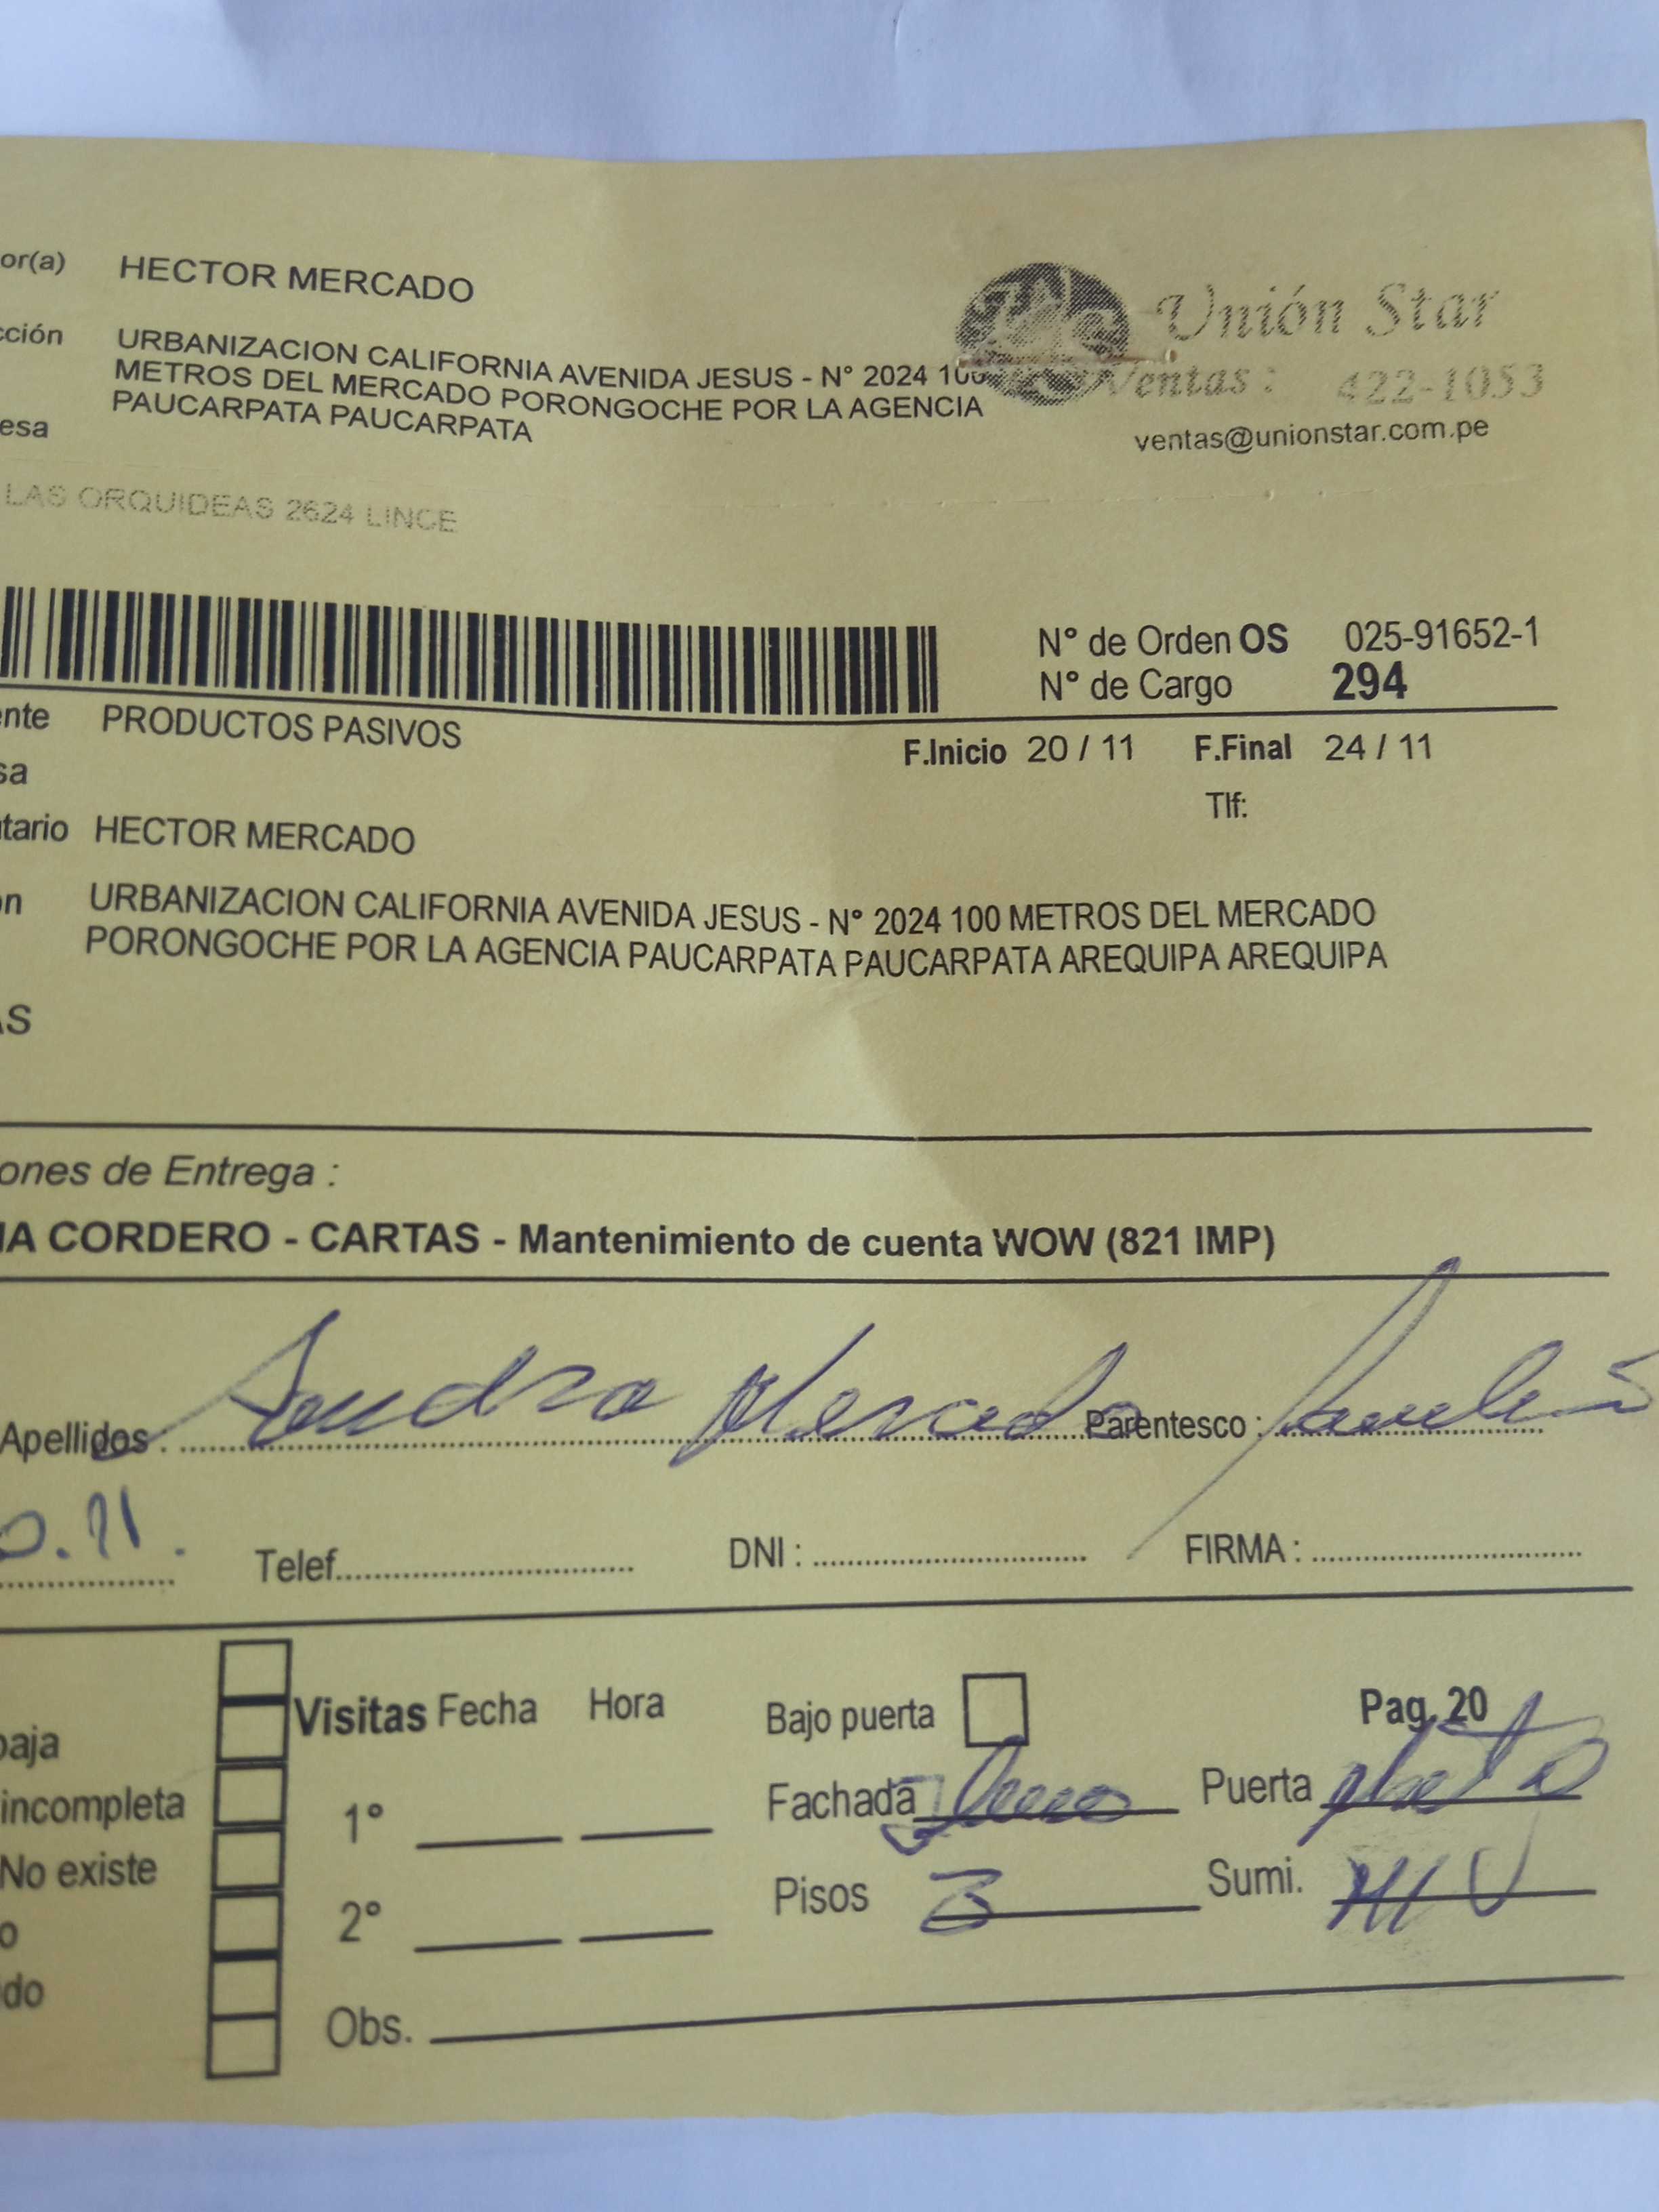 or(a) HECTOR MERCADO
cción URBANIZACION CALIFORNIA AVENIDA JESUS - N° 2024 100
METROS DEL MERCADO PORONGOCHE POR LA AGENCIA
PAUCARPATA PAUCARPATA
esa
Unión Star
Ventas : 422-1053
ventas@unionstar.com.pe
LAS ORQUIDEAS 2624 LINCE
N° de Orden OS 025-91652-1
N° de Cargo 294
nte PRODUCTOS PASIVOS
F.Inicio 20 / 11 F.Final 24 / 11
sa
Tlf:
tario HECTOR MERCADO
n URBANIZACION CALIFORNIA AVENIDA JESUS - N° 2024 100 METROS DEL MERCADO
PORONGOCHE POR LA AGENCIA PAUCARPATA PAUCARPATA AREQUIPA AREQUIPA
AS
ones de Entrega :
IA CORDERO - CARTAS - Mantenimiento de cuenta WOW (821 IMP)
Apellidos : Sandra Mercado Parentesco :
0.11. Telef. DNI : FIRMA :
Visitas Fecha Hora Bajo puerta Pag. 20
baja
Fachada Puerta
incompleta 1°
No existe Pisos 3 Sumi.
o 2°
do
Obs.